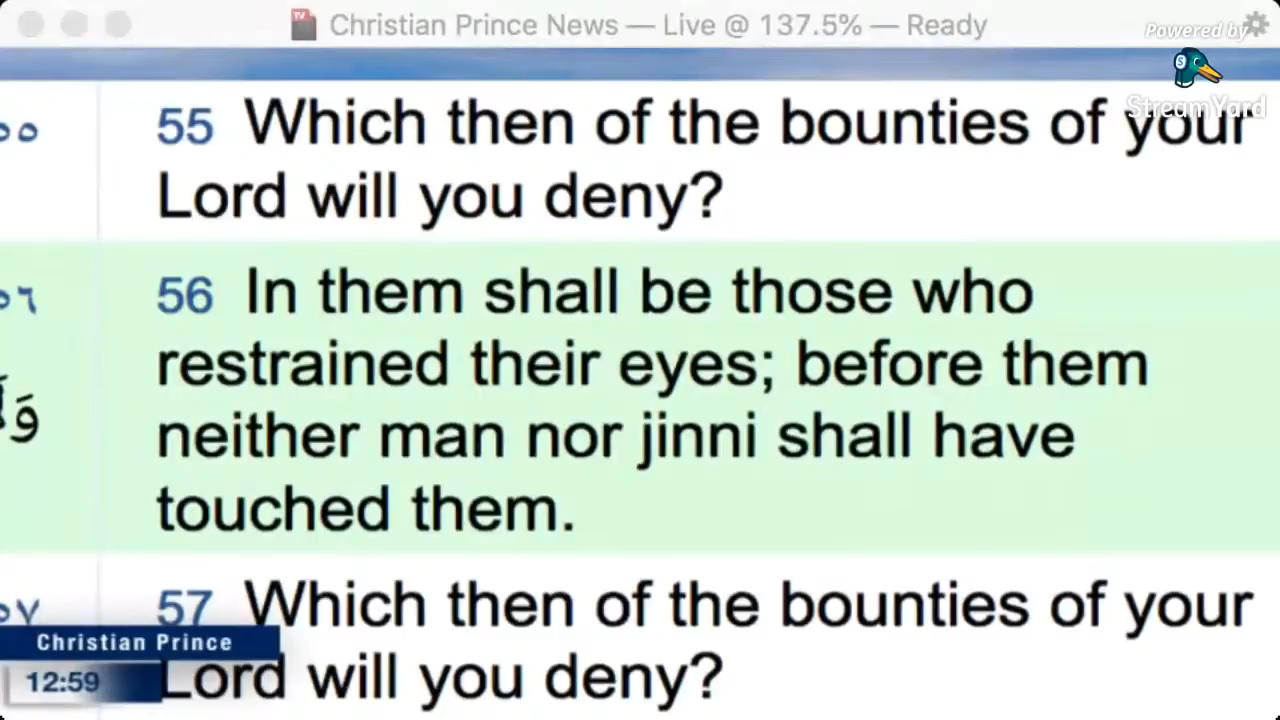 Christian Prince News — Live @ 137.5% — Ready
Powered by
StreamYard
٥٥
55 Which then of the bounties of your
Lord will you deny?
٥٦
56 In them shall be those who
restrained their eyes; before them
neither man nor jinni shall have
touched them.
٥٧
57 Which then of the bounties of your
Lord will you deny?
Christian Prince
12:59